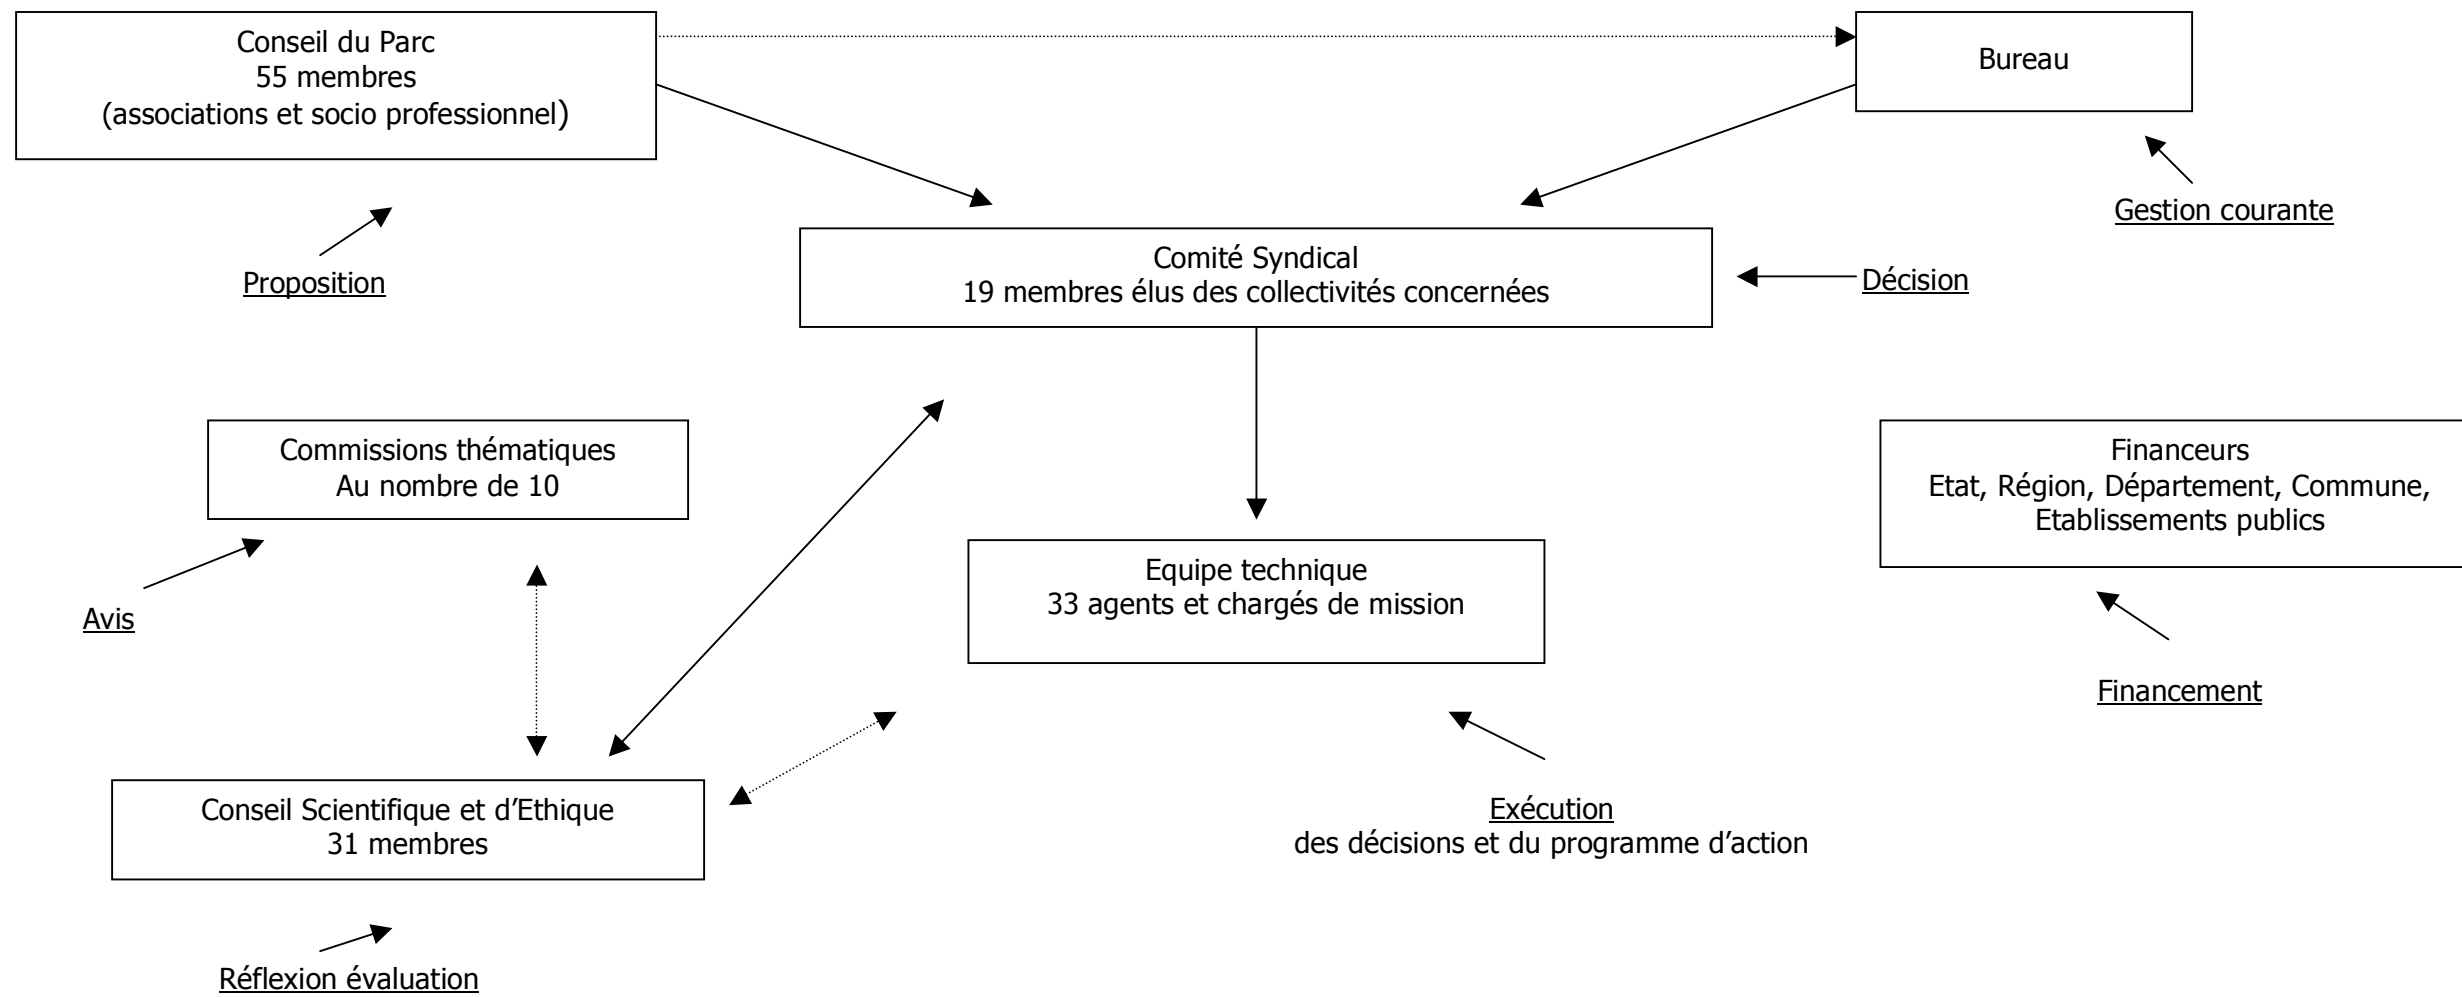 Conseil du Parc
55 membres
(associations et socio professionnel)
Bureau
Proposition
Gestion courante
Comité Syndical
19 membres élus des collectivités concernées
Décision
Commissions thématiques
Au nombre de 10
Avis
Financeurs
Etat, Région, Département, Commune,
Etablissements publics
Equipe technique
33 agents et chargés de mission
Financement
Conseil Scientifique et d’Ethique
31 membres
Exécution
des décisions et du programme d’action
Réflexion évaluation